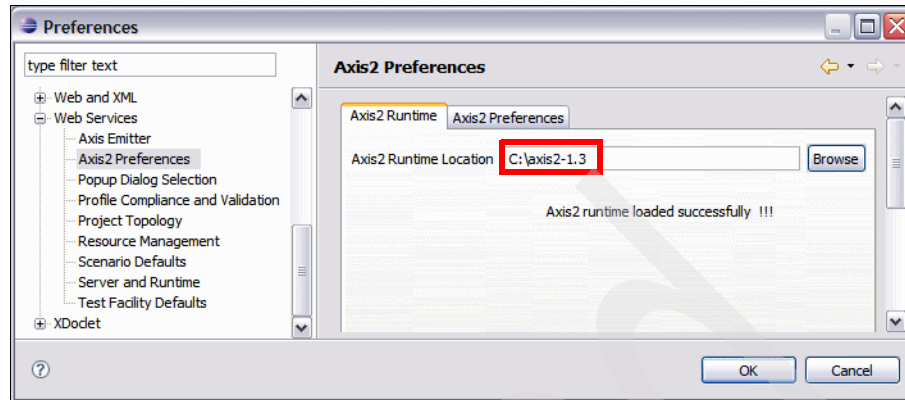 Preferences
type filter text
Web and XML
Web Services
Axis Emitter
Axis2 Preferences
Popup Dialog Selection
Profile Compliance and Validation
Project Topology
Resource Management
Scenario Defaults
Server and Runtime
Test Facility Defaults
XDoclet
Axis2 Preferences
Axis2 Runtime Axis2 Preferences
Axis2 Runtime Location C:\axis2-1.3 Browse
Axis2 runtime loaded successfully !!!
? OK Cancel